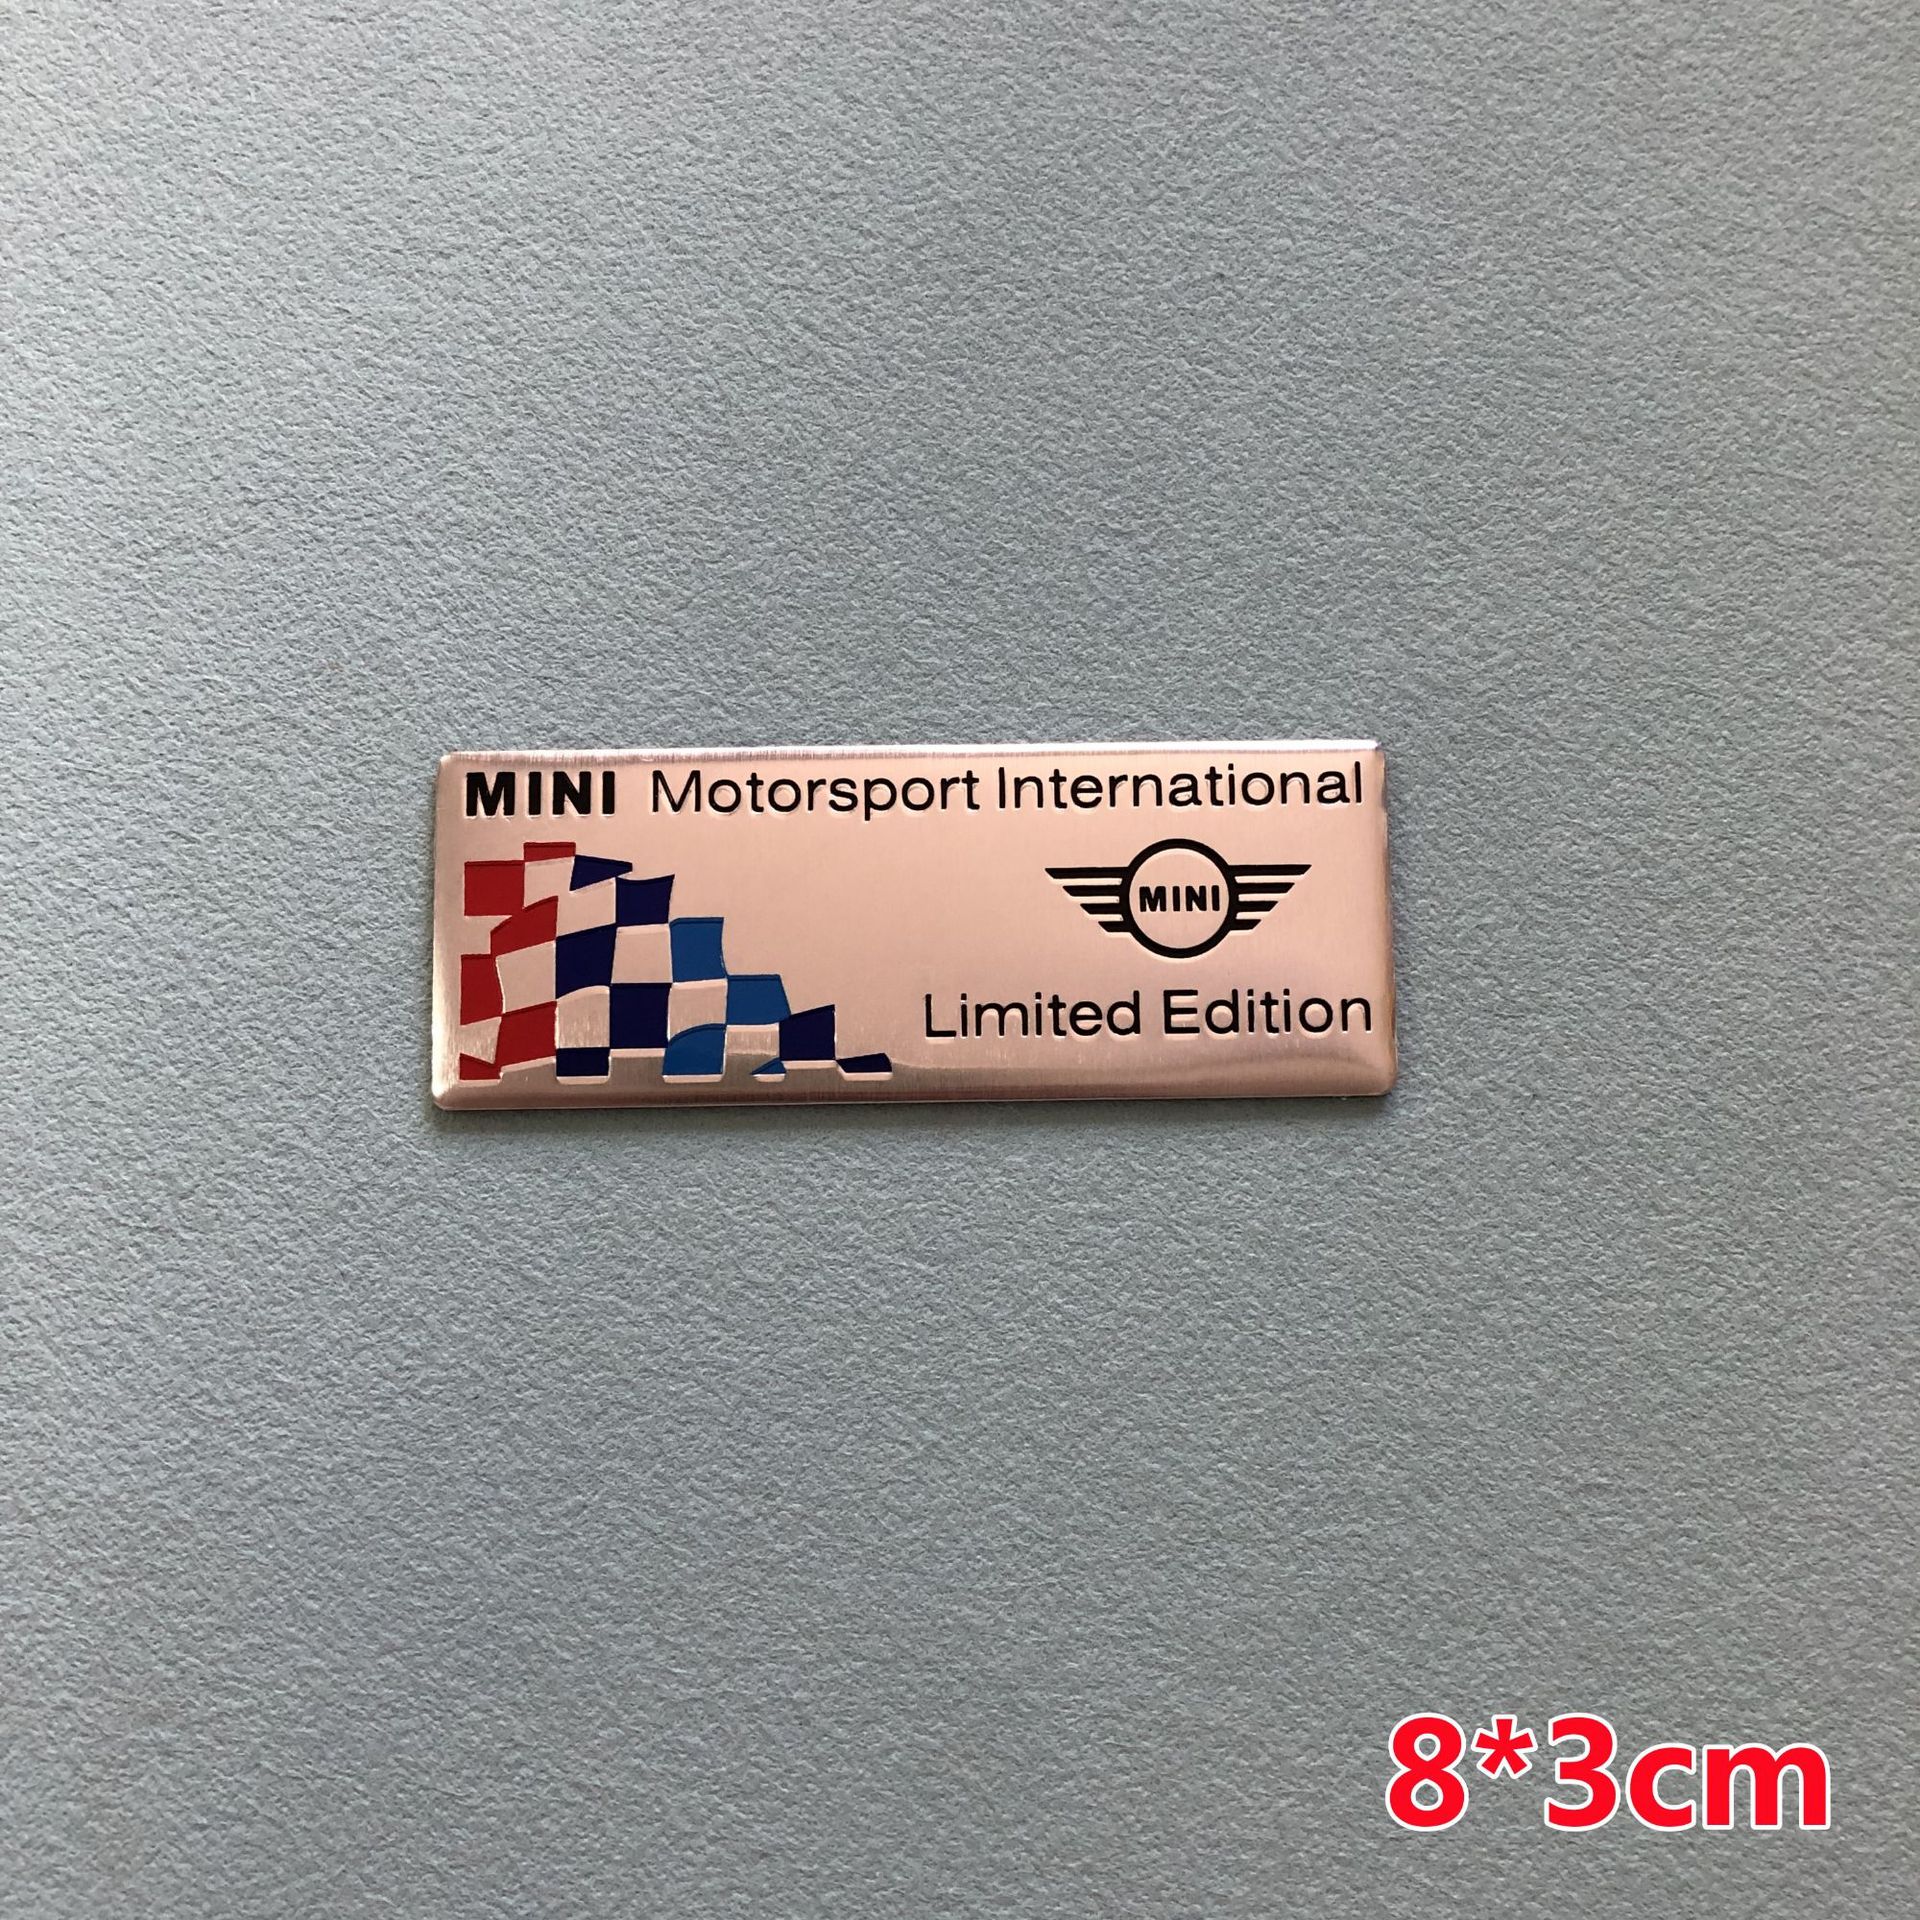 MINI Motorsport International
MINI
Limited Edition
8*3cm